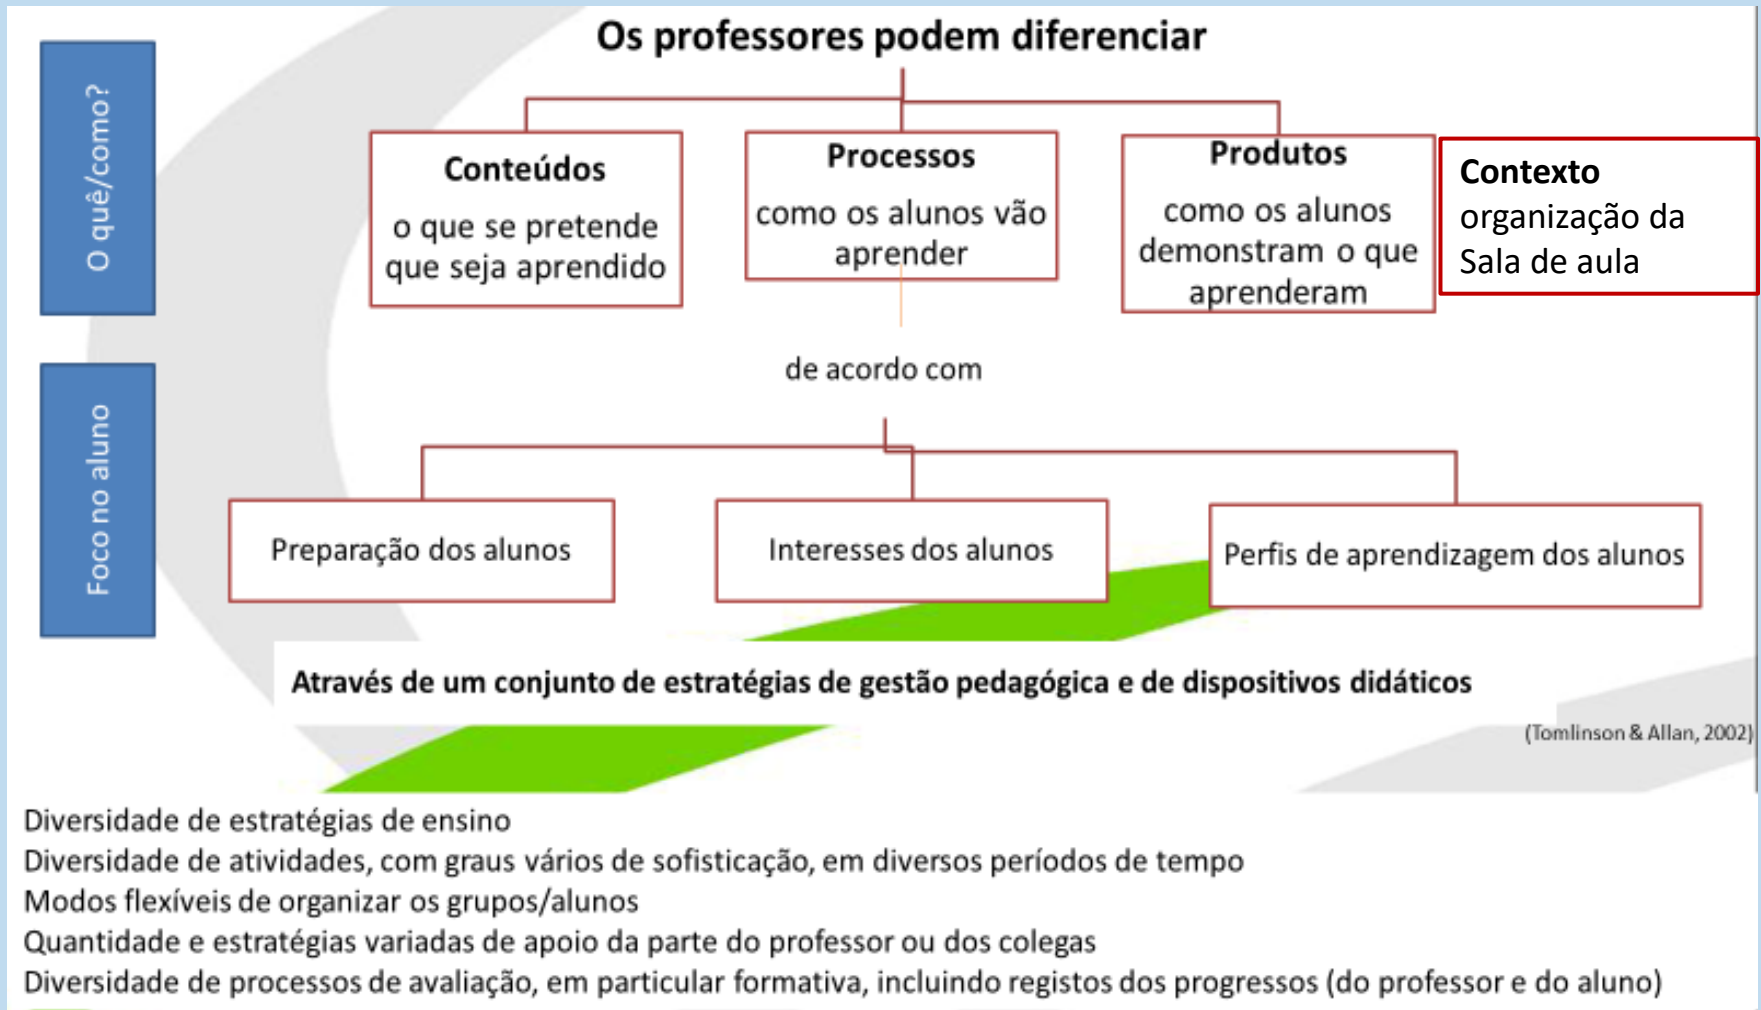 Os professores podem diferenciar
O quê/como?
Conteúdos
o que se pretende
que seja aprendido
Processos
como os alunos vão
aprender
Produtos
como os alunos
demonstram o que
aprenderam
Contexto
organização da
Sala de aula
de acordo com
Foco no aluno
Preparação dos alunos
Interesses dos alunos
Perfis de aprendizagem dos alunos
Através de um conjunto de estratégias de gestão pedagógica e de dispositivos didáticos
(Tomlinson & Allan, 2002)
Diversidade de estratégias de ensino
Diversidade de atividades, com graus vários de sofisticação, em diversos períodos de tempo
Modos flexíveis de organizar os grupos/alunos
Quantidade e estratégias variadas de apoio da parte do professor ou dos colegas
Diversidade de processos de avaliação, em particular formativa, incluindo registos dos progressos (do professor e do aluno)